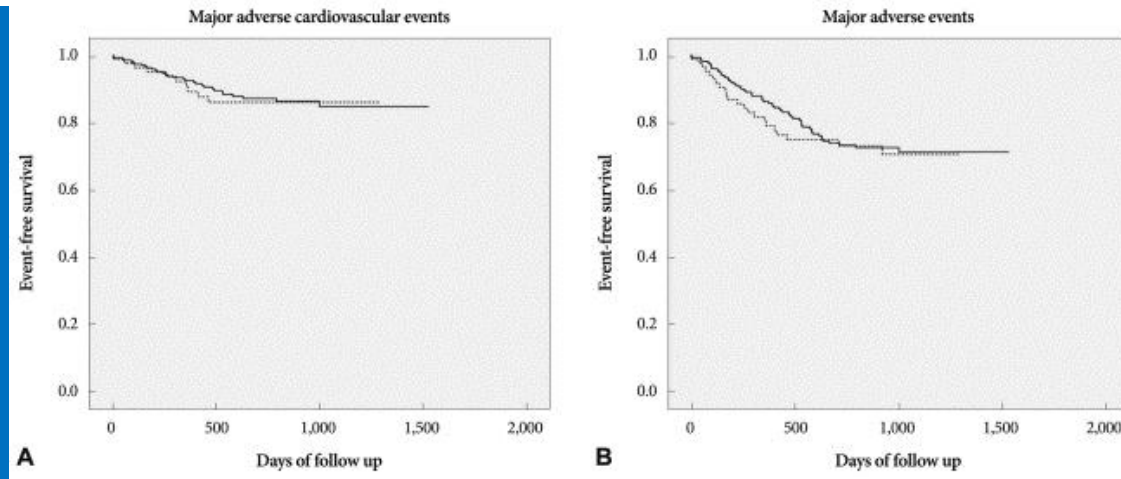 Major adverse cardiovascular events
1.0
0.8
0.6
0.4
0.2
0.0
Event-free survival
0 500 1,000 1,500 2,000
Days of follow up
A
Major adverse events
1.0
0.8
0.6
0.4
0.2
0.0
Event-free survival
0 500 1,000 1,500 2,000
Days of follow up
B